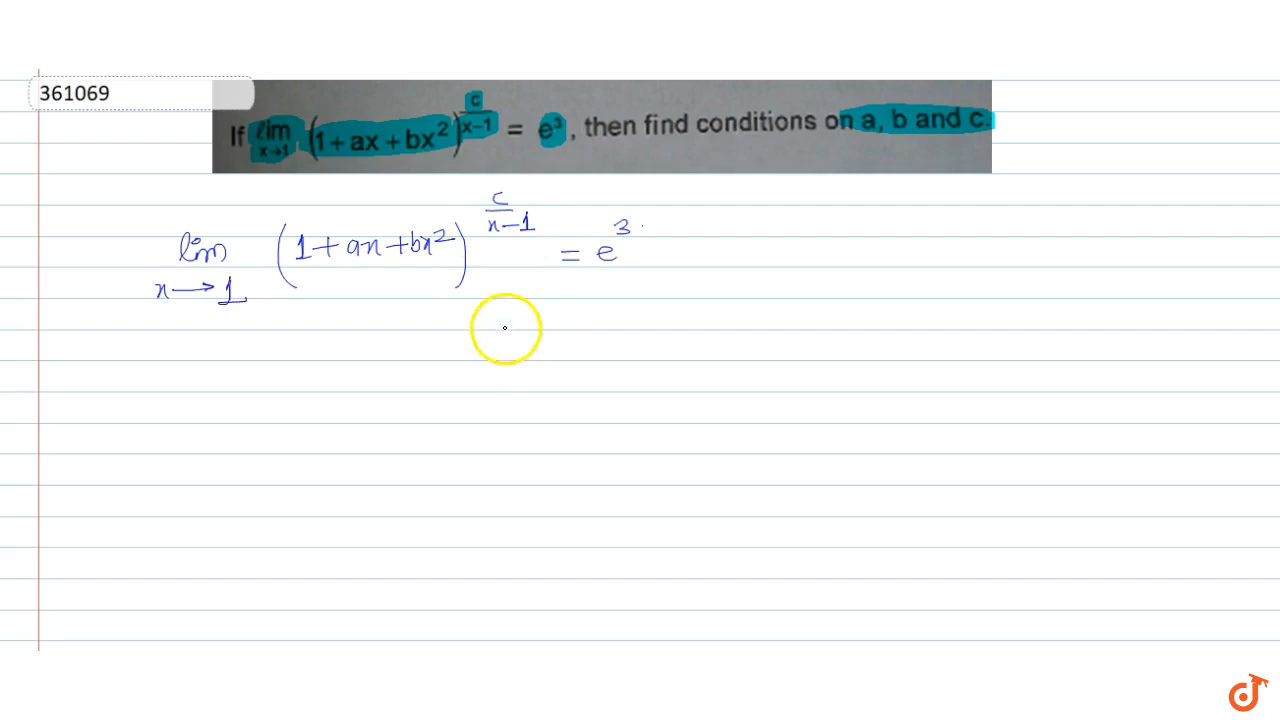 361069
If lim x→1 (1 + ax + bx²)^(c/(x−1)) = e³, then find conditions on a, b and c.
lim x→1 (1 + ax + bx²)^(c/(x−1)) = e³